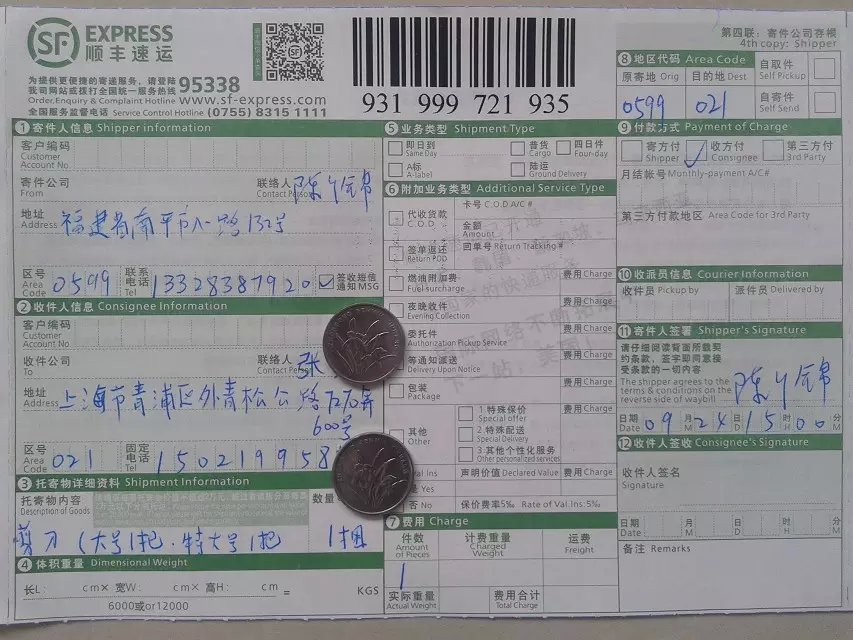 SF EXPRESS
顺丰速运
第四联：寄件公司存根
4th copy: Shipper
为提供更便捷的寄递服务，请登陆
我司网站或拨打全国统一服务热线 95338
Order,Enquiry & Complaint Hotline www.sf-express.com
全国服务监督电话 Service Control Hotline (0755) 8315 1111
931 999 721 935
① 寄件人信息 Shipper information
客户编码
Customer
Account No
寄件公司
From
联络人
Contact Person
地址
Address
福建省南平市八一路132号
区号
Area
Code
0599
联系
电话
Tel
13328387920
签收短信
通知MSG
② 收件人信息 Consignee Information
客户编码
Customer
Account No
收件公司
To
联络人
Contact
张
地址
Address
上海市青浦区外青松公路7270弄
600号
区号
Area
Code
021
固定
电话
Tel
150219958
③ 托寄物详细资料 Shipment Information
托寄物内容
Description of Goods
数量
剪刀（大号1把·特大号1把
1捆
④ 体积重量 Dimensional Weight
长L: cm× 宽W: cm× 高H: cm =
KGS
6000或or12000
⑤ 业务类型 Shipment Type
即日到
Same Day
普货
Cargo
四日件
Four-day
A标
A-label
陆运
Ground Delivery
⑥ 附加业务类型 Additional Service Type
代收货款
C.O.D.
卡号 C.O.D A/C #
金额
Amount
签单返还
Return POD
回单号 Return Tracking #
燃油附加费
Fuel surcharge
费用 Charge
夜晚收件
Evening Collection
费用 Charge
委托件
Authorization Pickup Service
费用 Charge
等通知派送
Delivery Upon Notice
费用 Charge
包装
Package
费用 Charge
其他
Other
1.特殊保价
Special offer
2.特殊配送
Special Delivery
3.其他个性化服务
Other personalized services
费用 Charge
Val Ins
声明价值 Declared Value
费用 Charge
是 Yes
否 No
保价费率5‰ Rate of Val Ins:5‰
⑦ 费用 Charge
件数
Amount
of Pieces
计费重量
Charged
Weight
运费
Freight
1
实际重量
Actual Weight
费用合计
Total Charge
⑧ 地区代码 Area Code
原寄地 Orig
目的地 Dest
0599
021
自取件
Self Pickup
自寄件
Self Send
⑨ 付款方式 Payment of Charge
寄方付
Shipper
收方付
Consignee
第三方付
3rd Party
月结帐号 Monthly-payment A/C#
第三方付款地区 Area Code for 3rd Party
⑩ 收派员信息 Courier Information
收件员 Pickup by
派件员 Delivered by
⑪ 寄件人签署 Shipper's Signature
请仔细阅读背面所载契
约条款，签字即同意接
受条款的一切内容
The shipper agrees to the
terms & conditions on the
reverse side of waybill
日期
Date
09 月 M 24 日 D 15 时 H 00 分 M
⑫ 收件人签收 Consignee's Signature
收件人签名
Signature
日期
Date
月
M
日
D
时
H
分
M
备注 Remarks